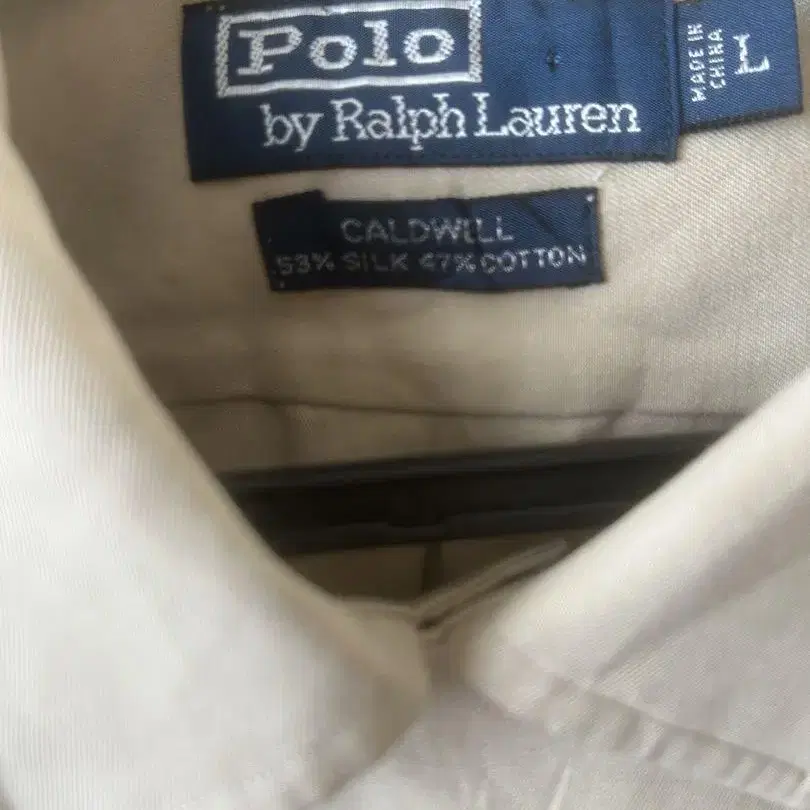 Polo
by Ralph Lauren
MADE IN
CHINA
L
CALDWELL
53% SILK 47% COTTON